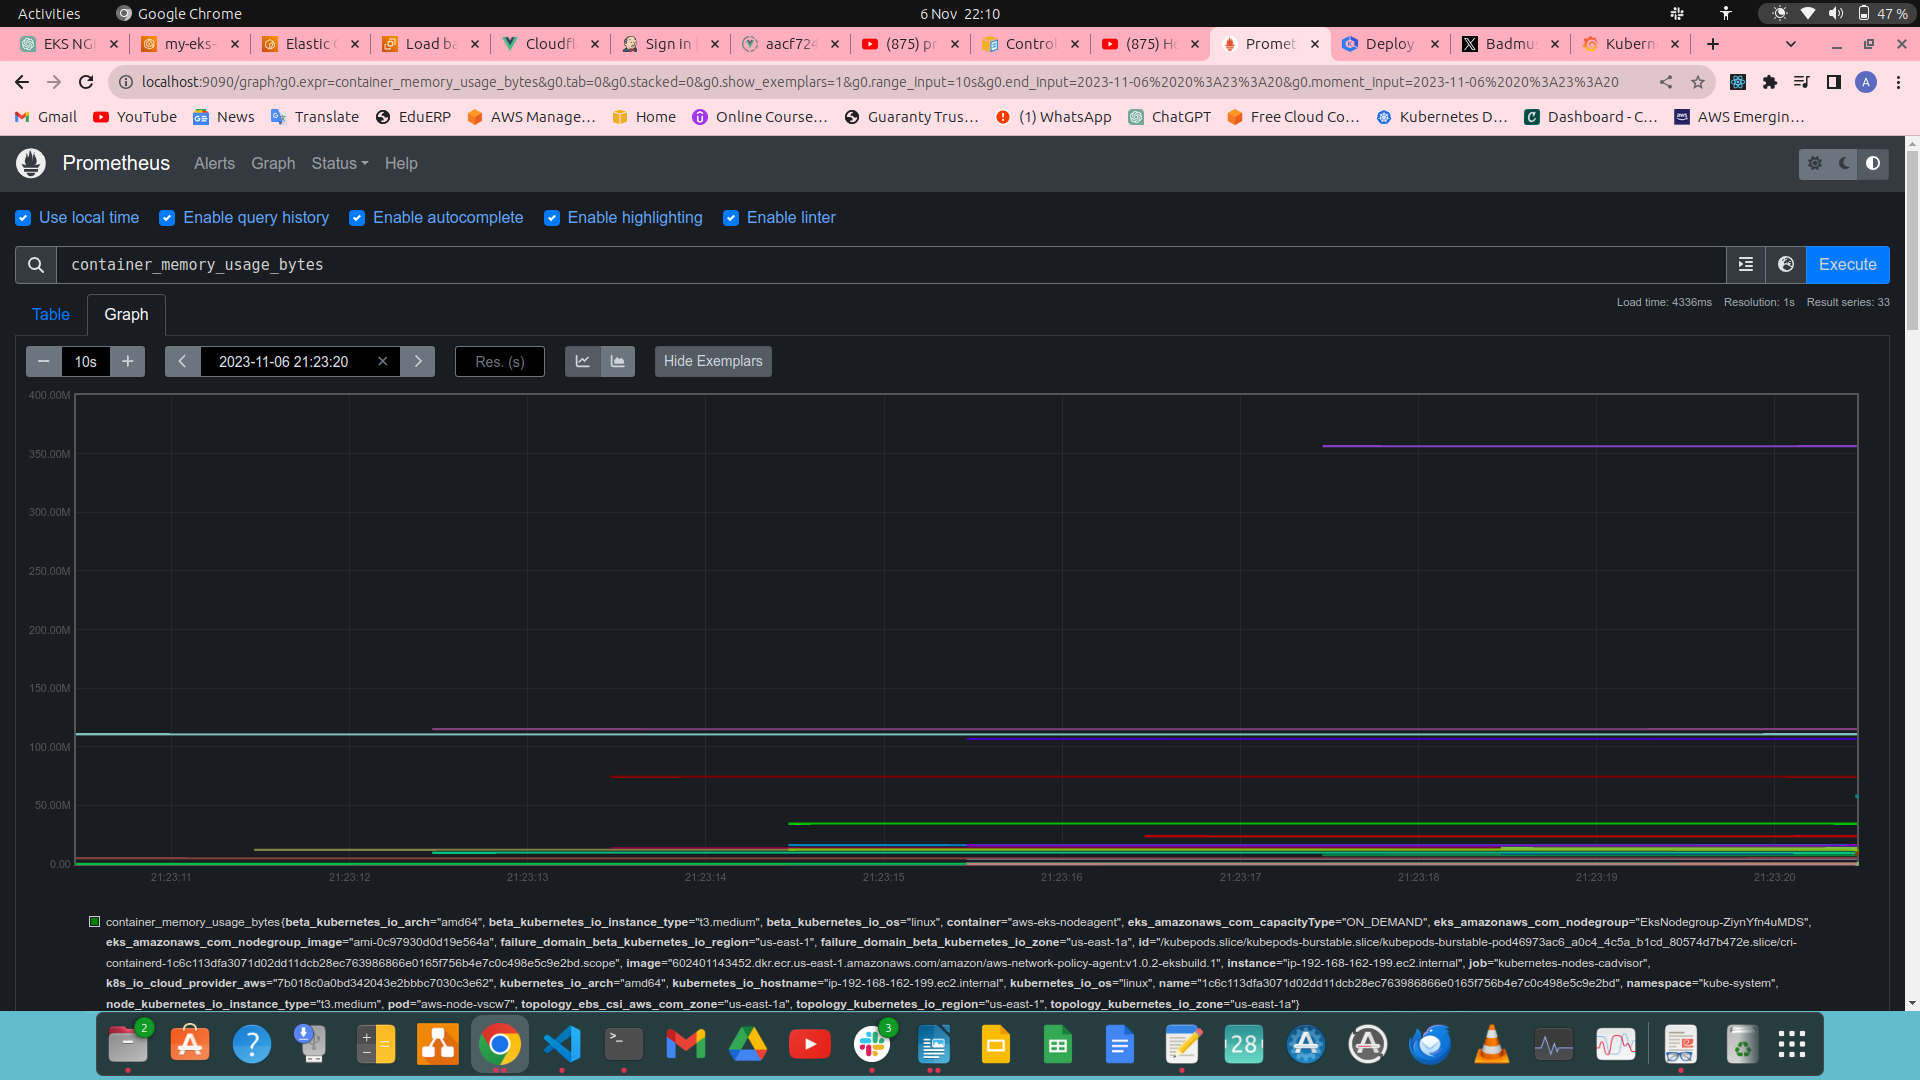 Activities Google Chrome 6 Nov 22:10 47 %
EKS NG my-eks- Elastic Load ba Cloudfl Sign in aacf724 (875) p Control (875) H Promet Deploy Badmu Kubern
localhost:9090/graph?g0.expr=container_memory_usage_bytes&g0.tab=0&g0.stacked=0&g0.show_exemplars=1&g0.range_input=10s&g0.end_input=2023-11-06%2020%3A23%3A20&g0.moment_input=2023-11-06%2020%3A23%3A20 A
Gmail YouTube News Translate EduERP AWS Manage... Home Online Course... Guaranty Trus... (1) WhatsApp ChatGPT Free Cloud Co... Kubernetes D... Dashboard - C... AWS Emergin...
Prometheus Alerts Graph Status Help
Use local time Enable query history Enable autocomplete Enable highlighting Enable linter
container_memory_usage_bytes Execute
Table Graph Load time: 4336ms Resolution: 1s Result series: 33
10s 2023-11-06 21:23:20 Res. (s) Hide Exemplars
400.00M
350.00M
300.00M
250.00M
200.00M
150.00M
100.00M
50.00M
0.00
21:23:11 21:23:12 21:23:13 21:23:14 21:23:15 21:23:16 21:23:17 21:23:18 21:23:19 21:23:20
container_memory_usage_bytes{beta_kubernetes_io_arch="amd64", beta_kubernetes_io_instance_type="t3.medium", beta_kubernetes_io_os="linux", container="aws-eks-nodeagent", eks_amazonaws_com_capacityType="ON_DEMAND", eks_amazonaws_com_nodegroup="EksNodegroup-ZiynYfn4uMDS",
eks_amazonaws_com_nodegroup_image="ami-0c97930d0d19e564a", failure_domain_beta_kubernetes_io_region="us-east-1", failure_domain_beta_kubernetes_io_zone="us-east-1a", id="/kubepods.slice/kubepods-burstable.slice/kubepods-burstable-pod46973ac6_a0c4_4c5a_b1cd_80574d7b472e.slice/cri-
containerd-1c6c113dfa3071d02dd11dcb28ec763986866e0165f756b4e7c0c498e5c9e2bd.scope", image="602401143452.dkr.ecr.us-east-1.amazonaws.com/amazon/aws-network-policy-agent:v1.0.2-eksbuild.1", instance="ip-192-168-162-199.ec2.internal", job="kubernetes-nodes-cadvisor",
k8s_io_cloud_provider_aws="7b018c0a0bd342043e2bbbc7030c3e62", kubernetes_io_arch="amd64", kubernetes_io_hostname="ip-192-168-162-199.ec2.internal", kubernetes_io_os="linux", name="1c6c113dfa3071d02dd11dcb28ec763986866e0165f756b4e7c0c498e5c9e2bd", namespace="kube-system",
node_kubernetes_io_instance_type="t3.medium", pod="aws-node-vscw7", topology_ebs_csi_aws_com_zone="us-east-1a", topology_kubernetes_io_region="us-east-1", topology_kubernetes_io_zone="us-east-1a"}
2 3 28